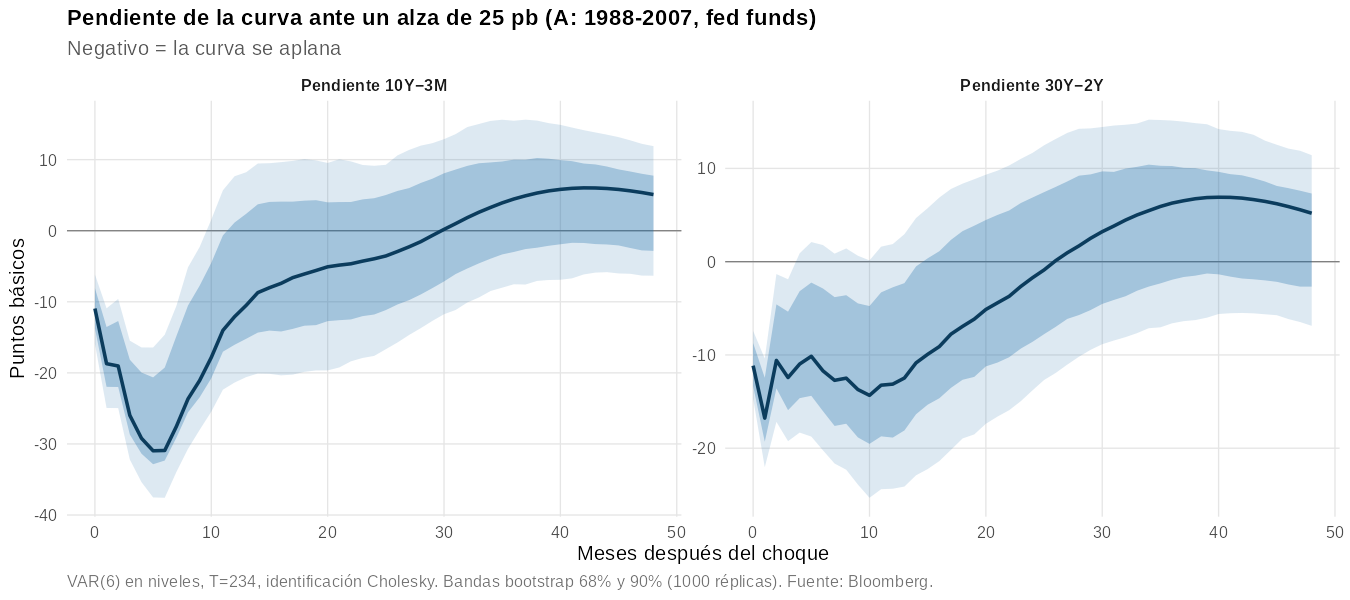 Pendiente de la curva ante un alza de 25 pb (A: 1988-2007, fed funds)
Negativo = la curva se aplana
Pendiente 10Y−3M
Pendiente 30Y−2Y
Puntos básicos
10
0
-10
-20
-30
-40
0 10 20 30 40 50
10
0
-10
-20
0 10 20 30 40 50
Meses después del choque
VAR(6) en niveles, T=234, identificación Cholesky. Bandas bootstrap 68% y 90% (1000 réplicas). Fuente: Bloomberg.